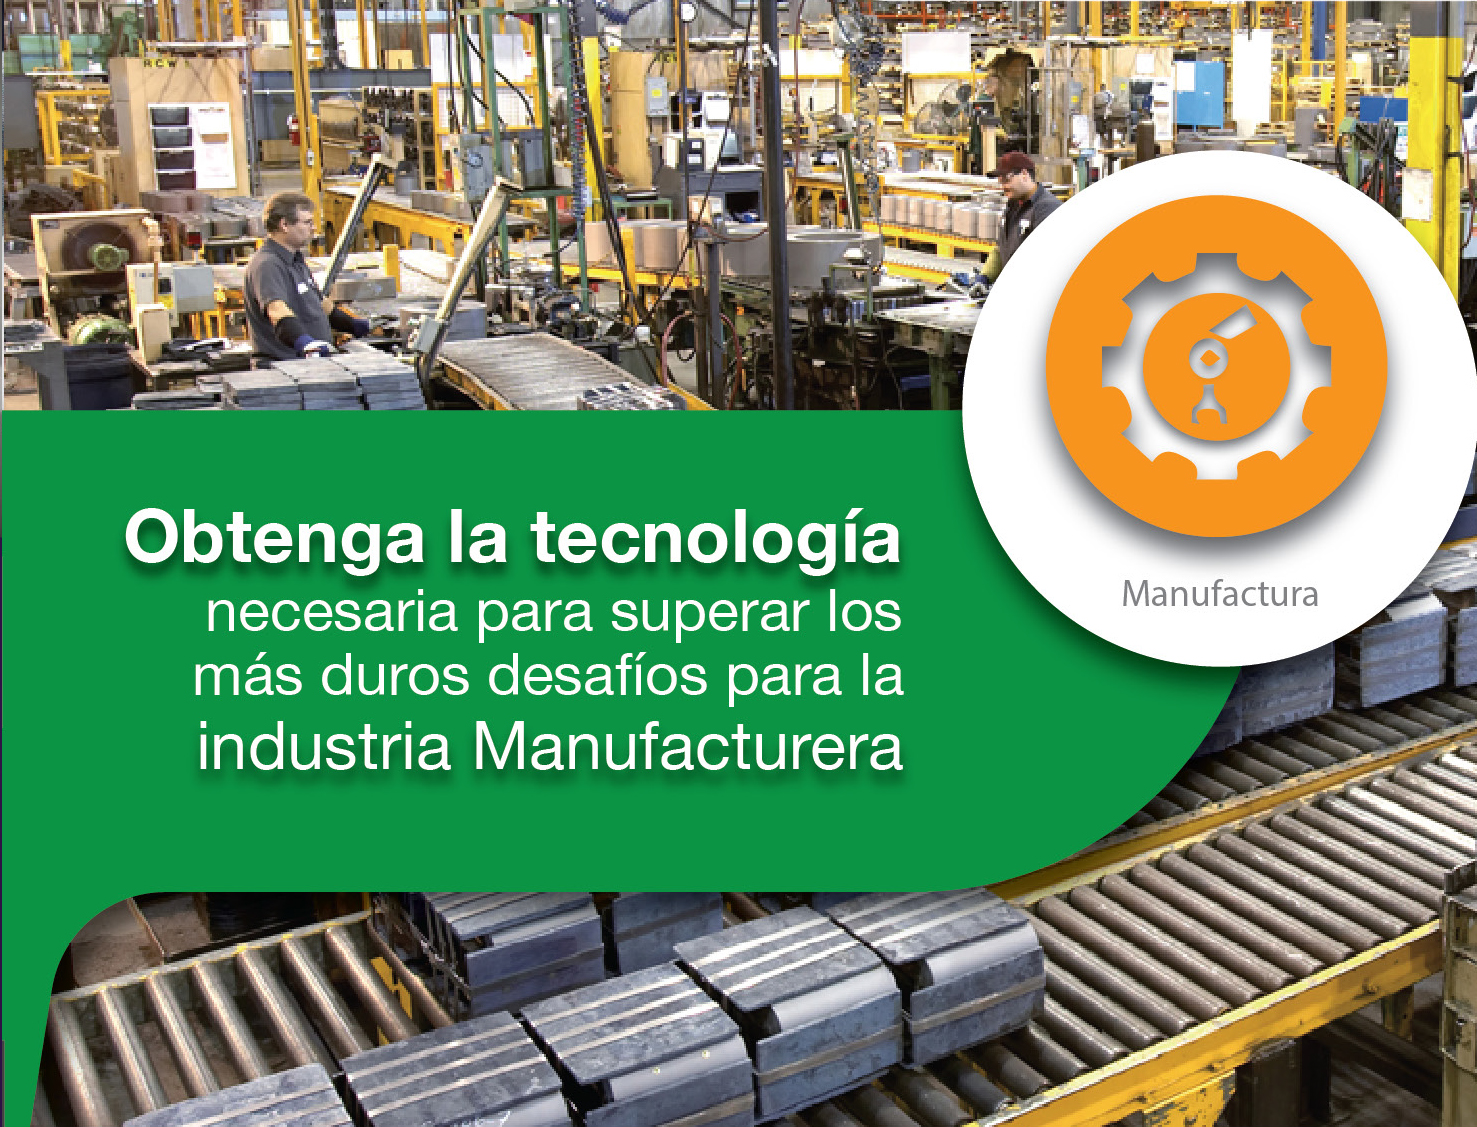 Obtenga la tecnología
necesaria para superar los
más duros desafíos para la
industria Manufacturera
Manufactura